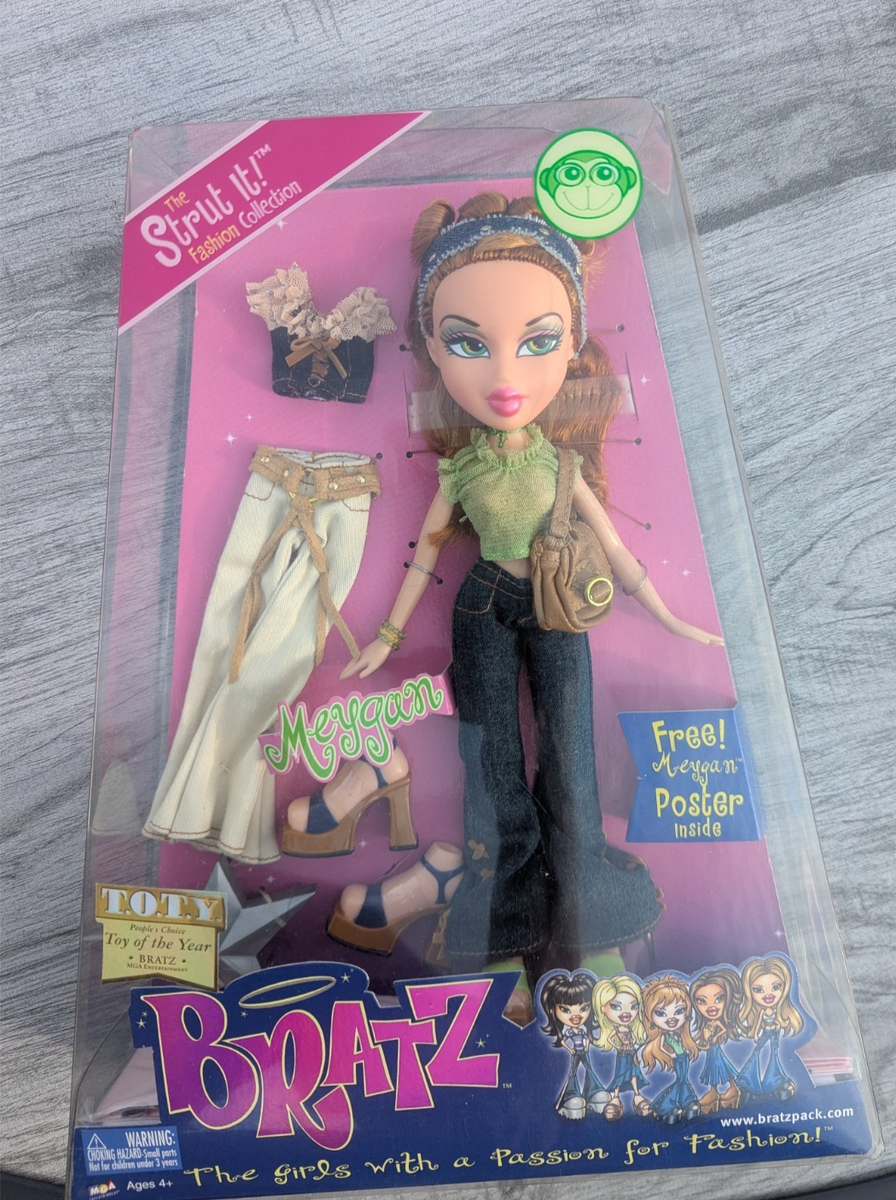 The
Strut It!™
Fashion Collection
Meygan
Free!
Meygan™
Poster
Inside
T.O.T.Y.
People's Choice
Toy of the Year
• BRATZ •
MGA ENTERTAINMENT
BRATZ™
www.bratzpack.com
The Girls with a Passion for Fashion!™
WARNING:
CHOKING HAZARD-Small parts
Not for children under 3 years
MGA
Ages 4+